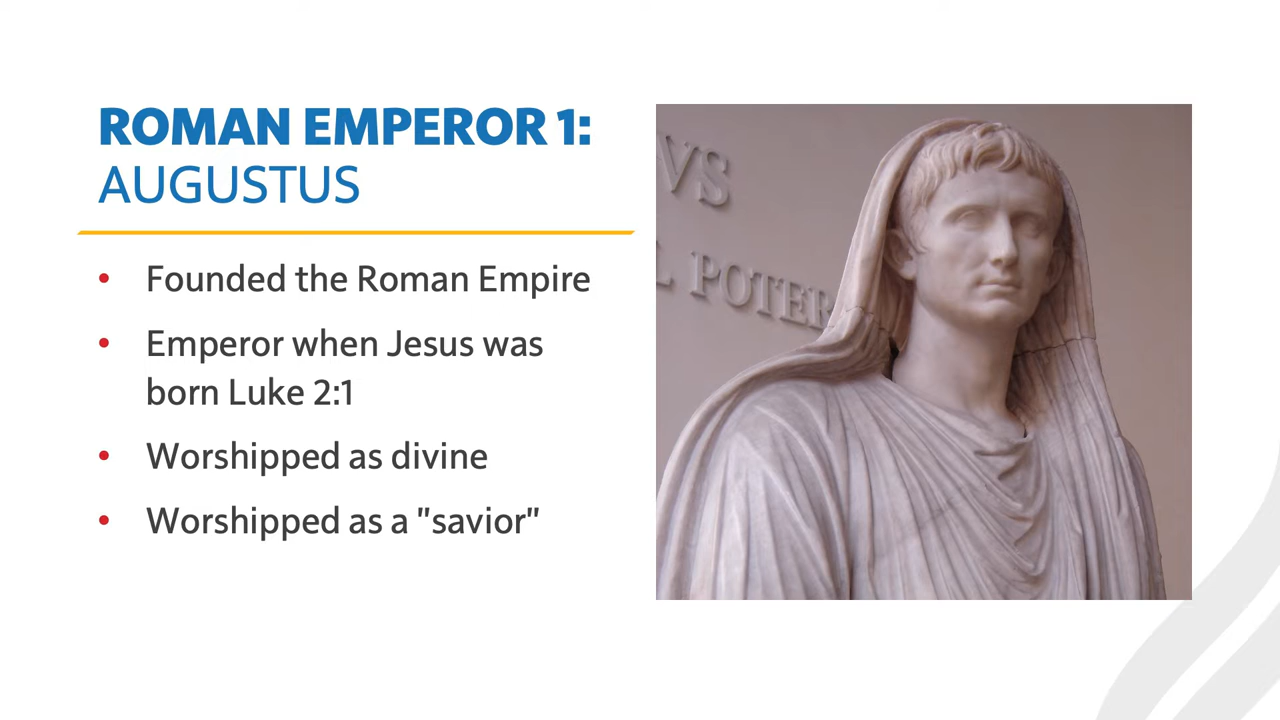 ROMAN EMPEROR 1:
AUGUSTUS
• Founded the Roman Empire
• Emperor when Jesus was
born Luke 2:1
• Worshipped as divine
• Worshipped as a "savior"
VS
L POTER